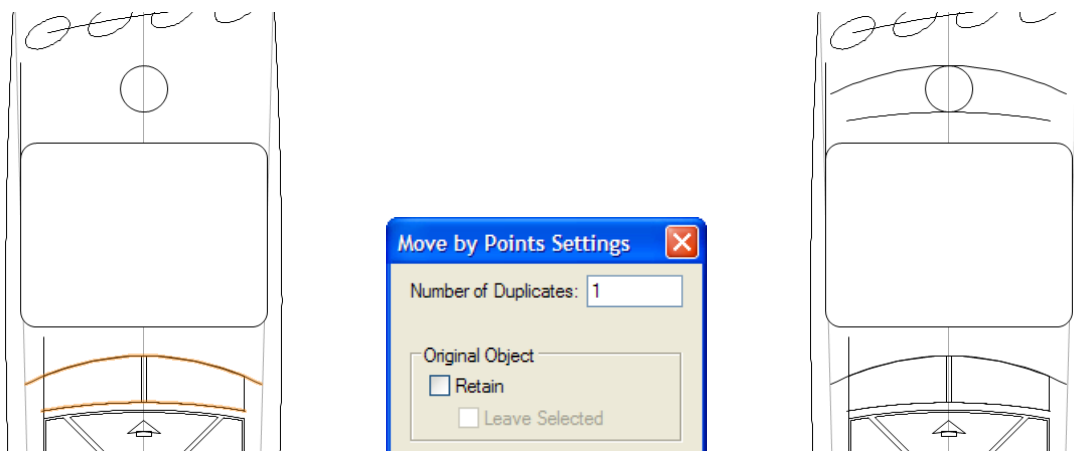 Move by Points Settings
Number of Duplicates: 1
Original Object
Retain
Leave Selected